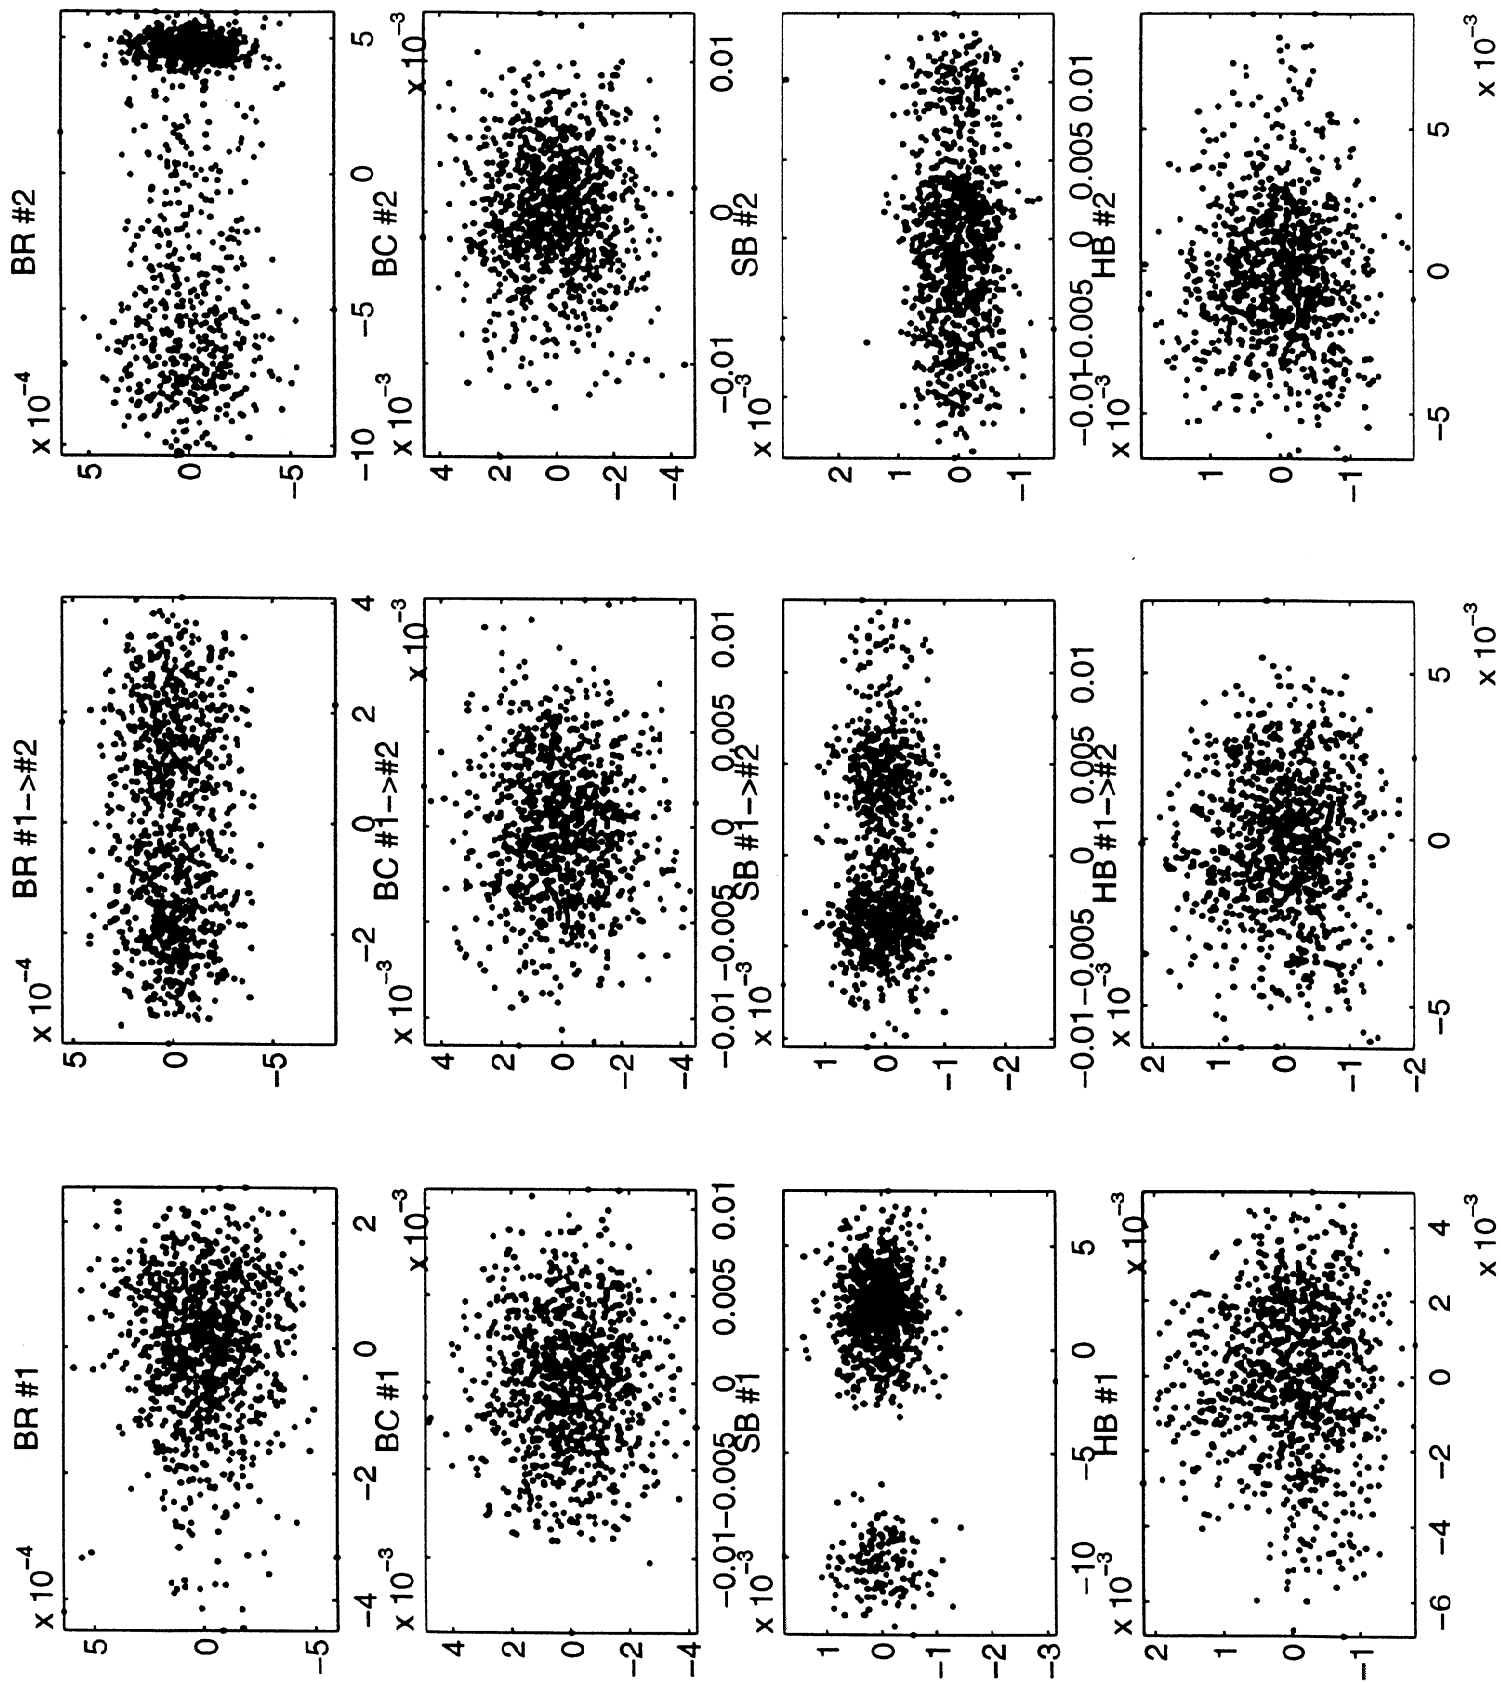 BR #1
BR #1->#2
BR #2
x 10⁻⁴
5
0
−5
−4 −2 0 2
x 10⁻³
x 10⁻⁴
5
0
−5
−2 0 2 4
x 10⁻³
x 10⁻⁴
5
0
−5
−10 −5 0 5
x 10⁻³
BC #1
BC #1->#2
BC #2
x 10⁻³
4
2
0
−2
−4
−0.01 −0.005 0 0.005 0.01
x 10⁻³
4
2
0
−2
−4
−0.01 −0.005 0 0.005 0.01
x 10⁻³
4
2
0
−2
−4
−0.01 0 0.01
SB #1
SB #1->#2
SB #2
x 10⁻³
1
0
−1
−2
−3
−10 −5 0 5
x 10⁻³
x 10⁻³
1
0
−1
−2
−0.01 −0.005 0 0.005 0.01
x 10⁻³
2
1
0
−1
−0.01 −0.005 0 0.005 0.01
HB #1
HB #1->#2
HB #2
x 10⁻³
2
1
0
−1
−6 −4 −2 0 2 4
x 10⁻³
x 10⁻³
2
1
0
−1
−2
−5 0 5
x 10⁻³
x 10⁻³
1
0
−1
−5 0 5
x 10⁻³